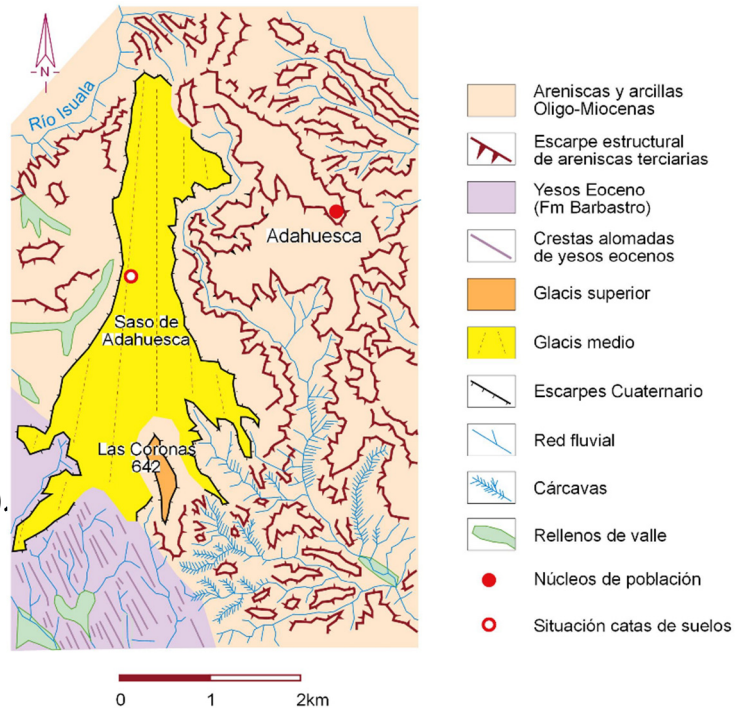 N
Río Isuala
Adahuesca
Saso de
Adahuesca
Las Coronas
642
Areniscas y arcillas
Oligo-Miocenas
Escarpe estructural
de areniscas terciarias
Yesos Eoceno
(Fm Barbastro)
Crestas alomadas
de yesos eocenos
Glacis superior
Glacis medio
Escarpes Cuaternario
Red fluvial
Cárcavas
Rellenos de valle
Núcleos de población
Situación catas de suelos
0 1 2km